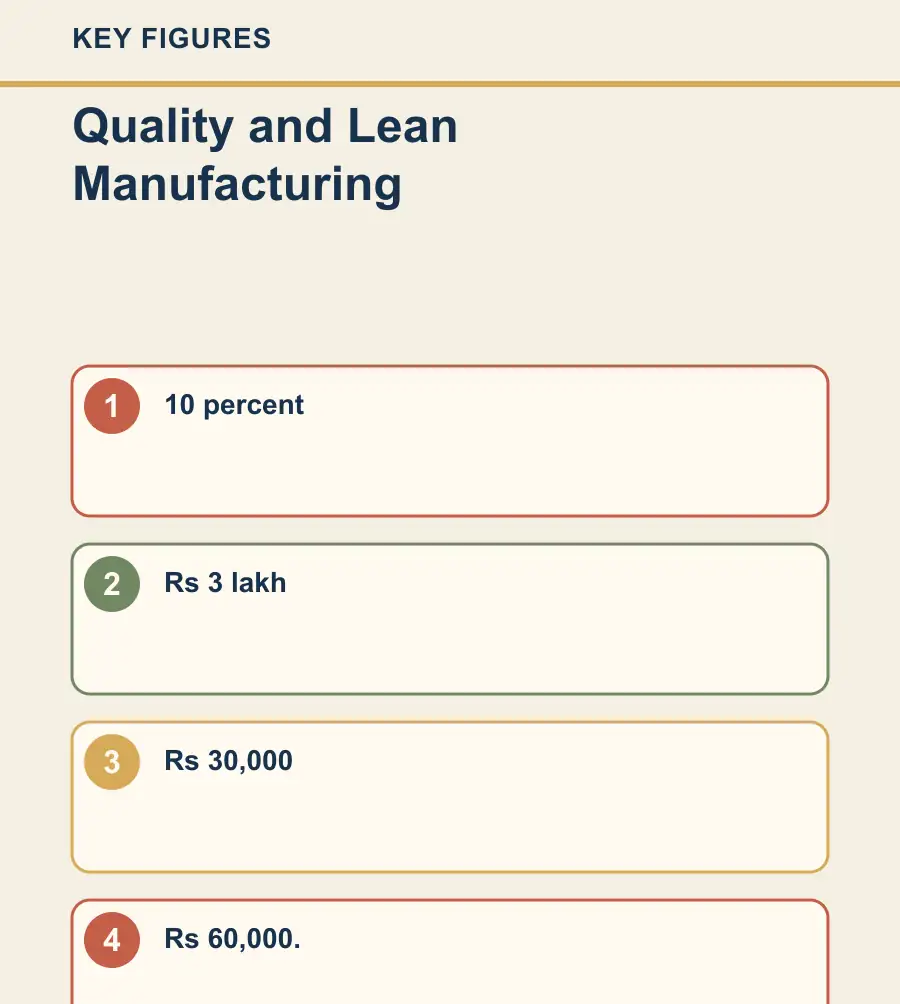 KEY FIGURES
Quality and Lean
Manufacturing
1 10 percent
2 Rs 3 lakh
3 Rs 30,000
4 Rs 60,000.